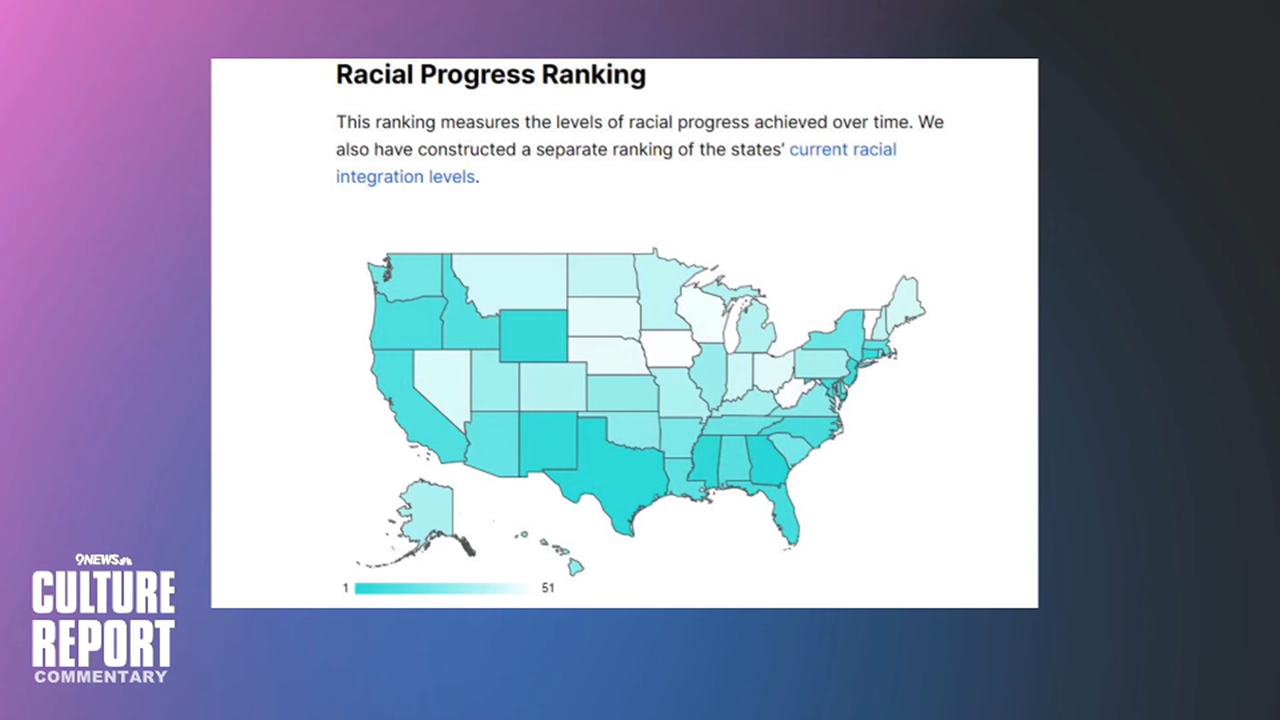 Racial Progress Ranking
This ranking measures the levels of racial progress achieved over time. We
also have constructed a separate ranking of the states' current racial
integration levels.
1 51
9NEWS
CULTURE
REPORT
COMMENTARY